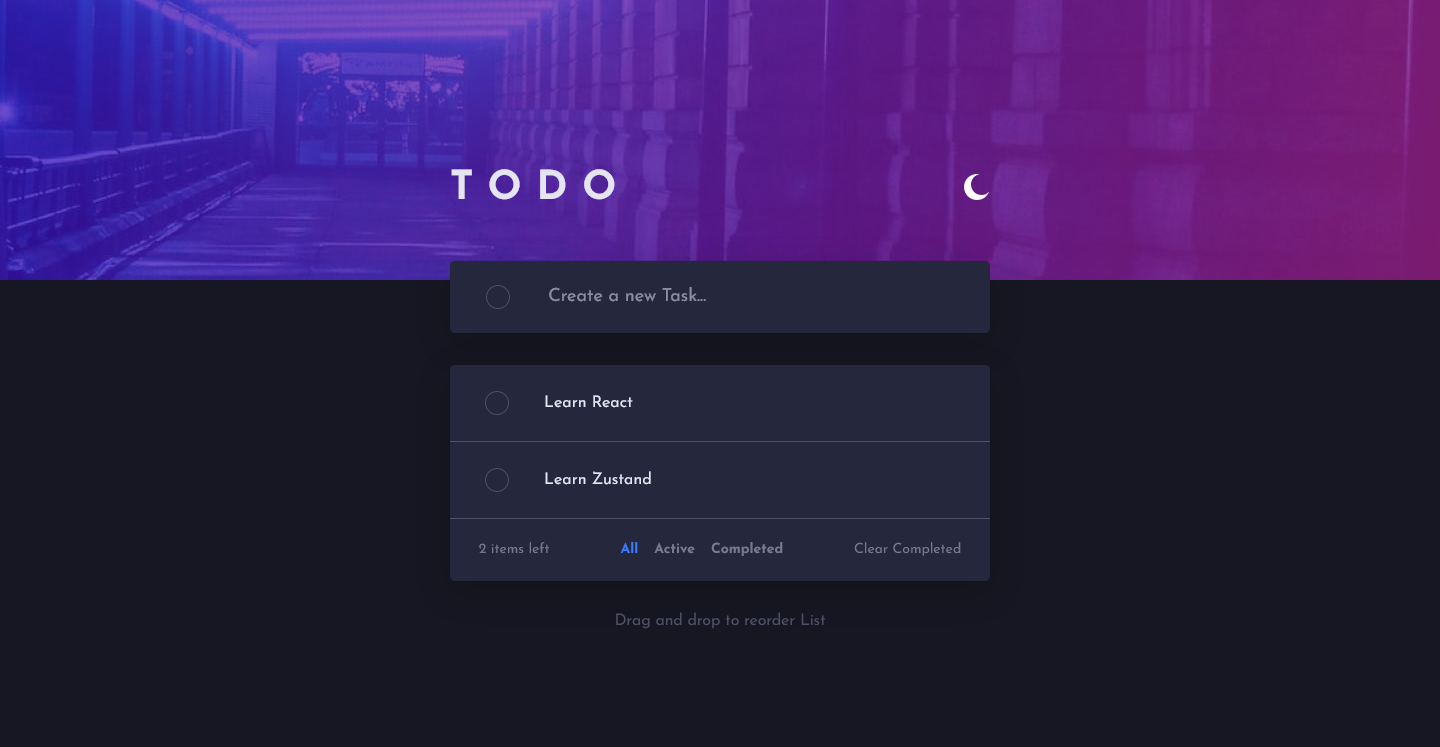 TODO
Create a new Task...
Learn React
Learn Zustand
2 items left All Active Completed Clear Completed
Drag and drop to reorder List